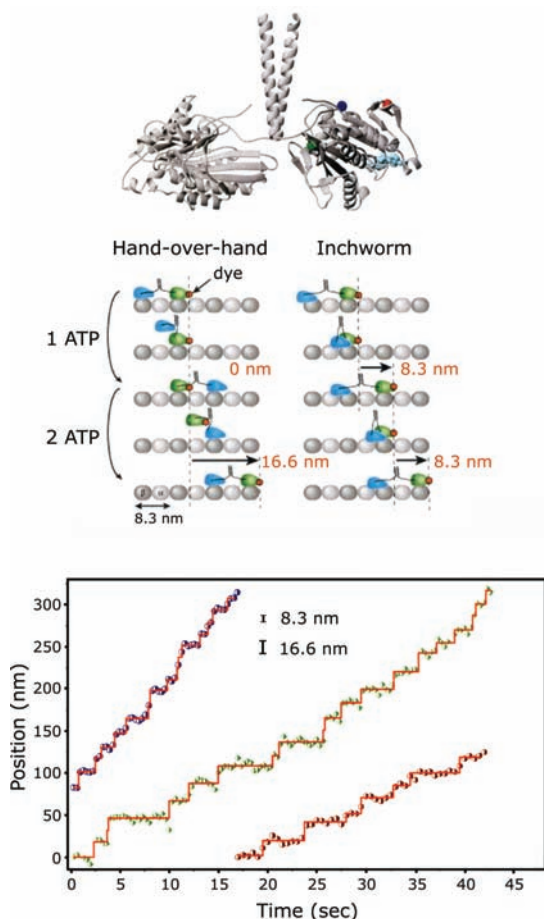 Hand-over-hand
Inchworm
dye
1 ATP
0 nm
8.3 nm
2 ATP
16.6 nm
8.3 nm
β α
8.3 nm
300
250
200
150
100
50
0
Position (nm)
8.3 nm
16.6 nm
0 5 10 15 20 25 30 35 40 45
Time (sec)